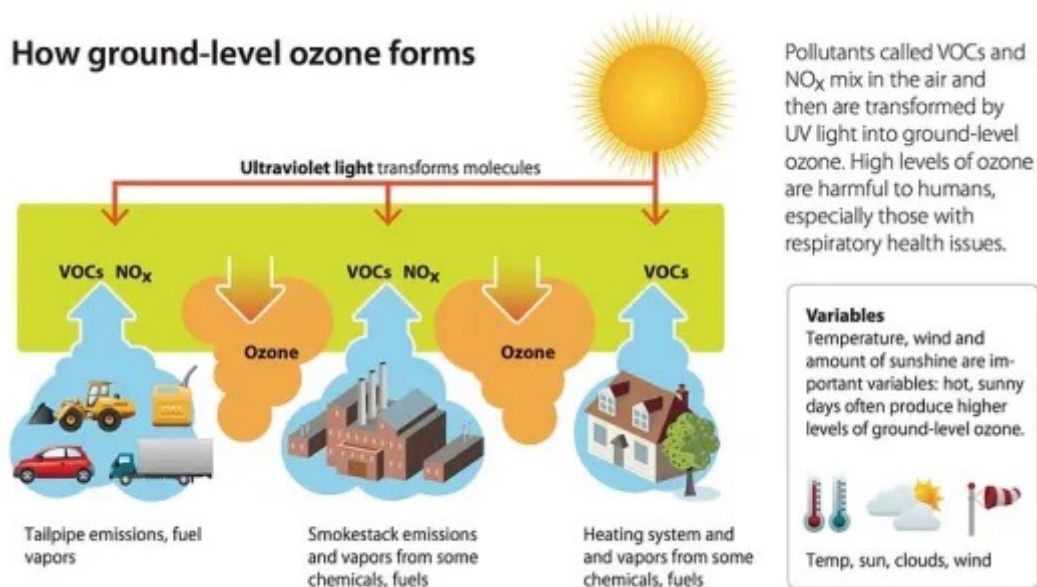 How ground-level ozone forms
Ultraviolet light transforms molecules
VOCs NOx
VOCs NOx
VOCs
Ozone
Ozone
GAS
Tailpipe emissions, fuel
vapors
Smokestack emissions
and vapors from some
chemicals, fuels
Heating system and
and vapors from some
chemicals, fuels
Pollutants called VOCs and
NOx mix in the air and
then are transformed by
UV light into ground-level
ozone. High levels of ozone
are harmful to humans,
especially those with
respiratory health issues.
Variables
Temperature, wind and
amount of sunshine are im-
portant variables: hot, sunny
days often produce higher
levels of ground-level ozone.
Temp, sun, clouds, wind